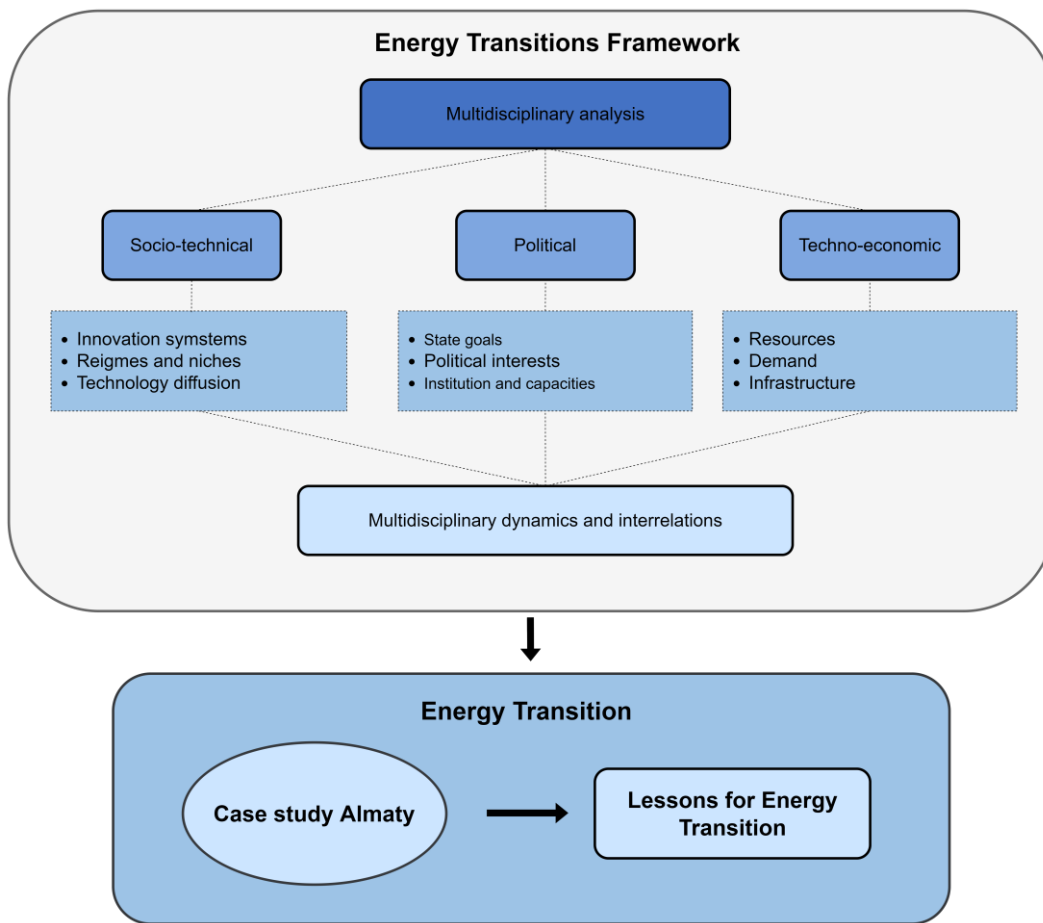 Energy Transitions Framework
Multidisciplinary analysis
Socio-technical
Political
Techno-economic
• Innovation symstems
• Reigmes and niches
• Technology diffusion
• State goals
• Political interests
• Institution and capacities
• Resources
• Demand
• Infrastructure
Multidisciplinary dynamics and interrelations
Energy Transition
Case study Almaty
Lessons for Energy
Transition